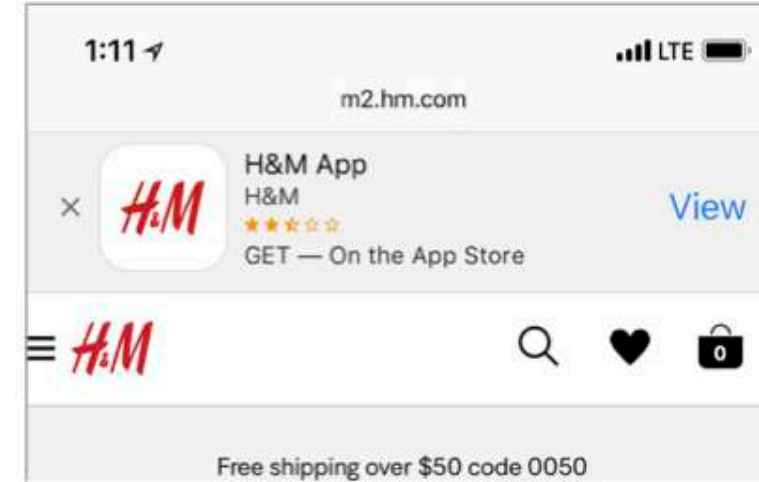 1:11 LTE
m2.hm.com
H&M App
H&M
H&M
GET — On the App Store
View
H&M
0
Free shipping over $50 code 0050